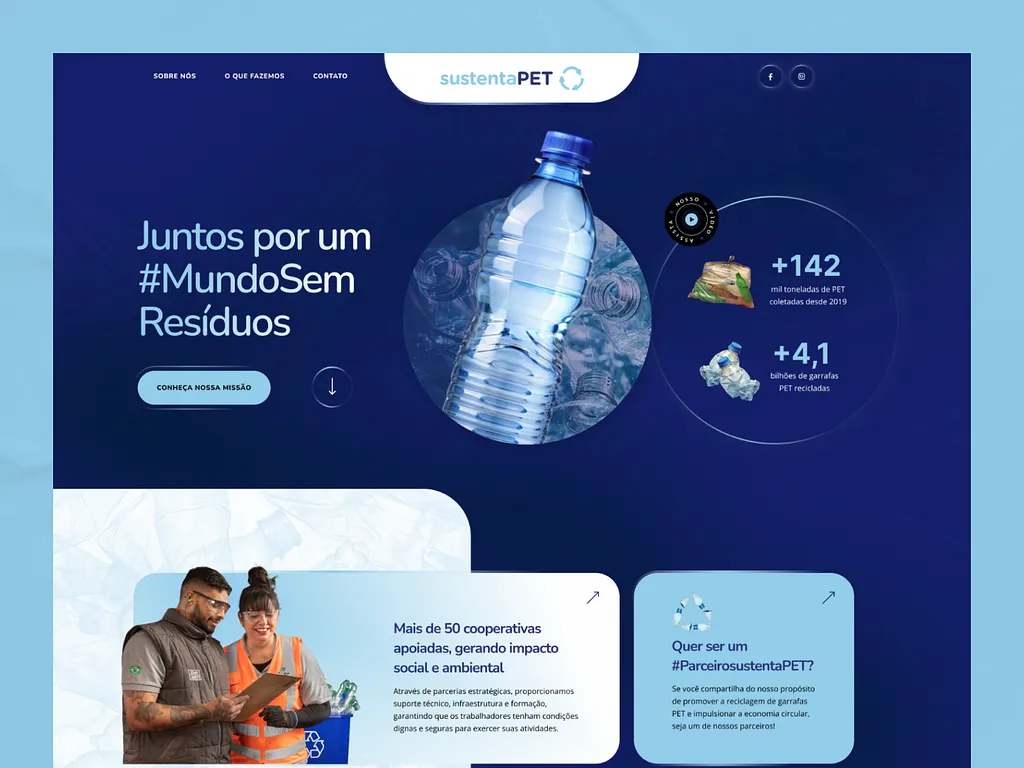 SOBRE NÓS
O QUE FAZEMOS
CONTATO
sustentaPET
Juntos por um
#MundoSem
Resíduos
CONHEÇA NOSSA MISSÃO
ASSISTA NOSSO VÍDEO
+142
mil toneladas de PET
coletadas desde 2019
+4,1
bilhões de garrafas
PET recicladas
Mais de 50 cooperativas
apoiadas, gerando impacto
social e ambiental
Através de parcerias estratégicas, proporcionamos
suporte técnico, infraestrutura e formação,
garantindo que os trabalhadores tenham condições
dignas e seguras para exercer suas atividades.
Quer ser um
#ParceirosustentaPET?
Se você compartilha do nosso propósito
de promover a reciclagem de garrafas
PET e impulsionar a economia circular,
seja um de nossos parceiros!